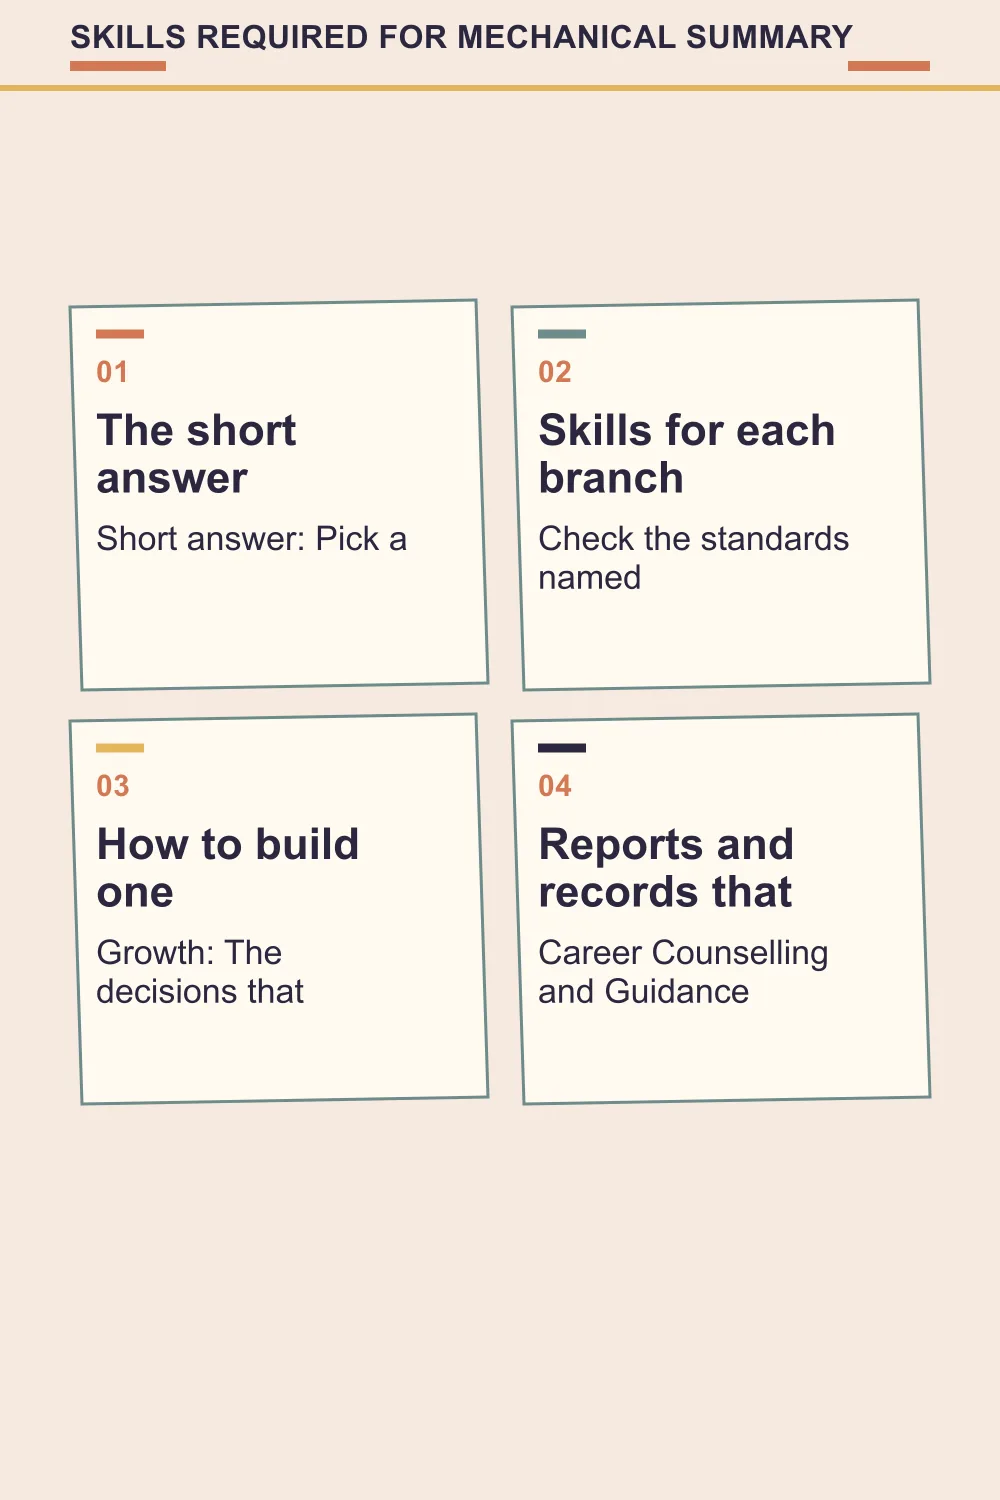 SKILLS REQUIRED FOR MECHANICAL SUMMARY
01
The short
answer
Short answer: Pick a
02
Skills for each
branch
Check the standards
named
03
How to build
one
Growth: The
decisions that
04
Reports and
records that
Career Counselling
and Guidance